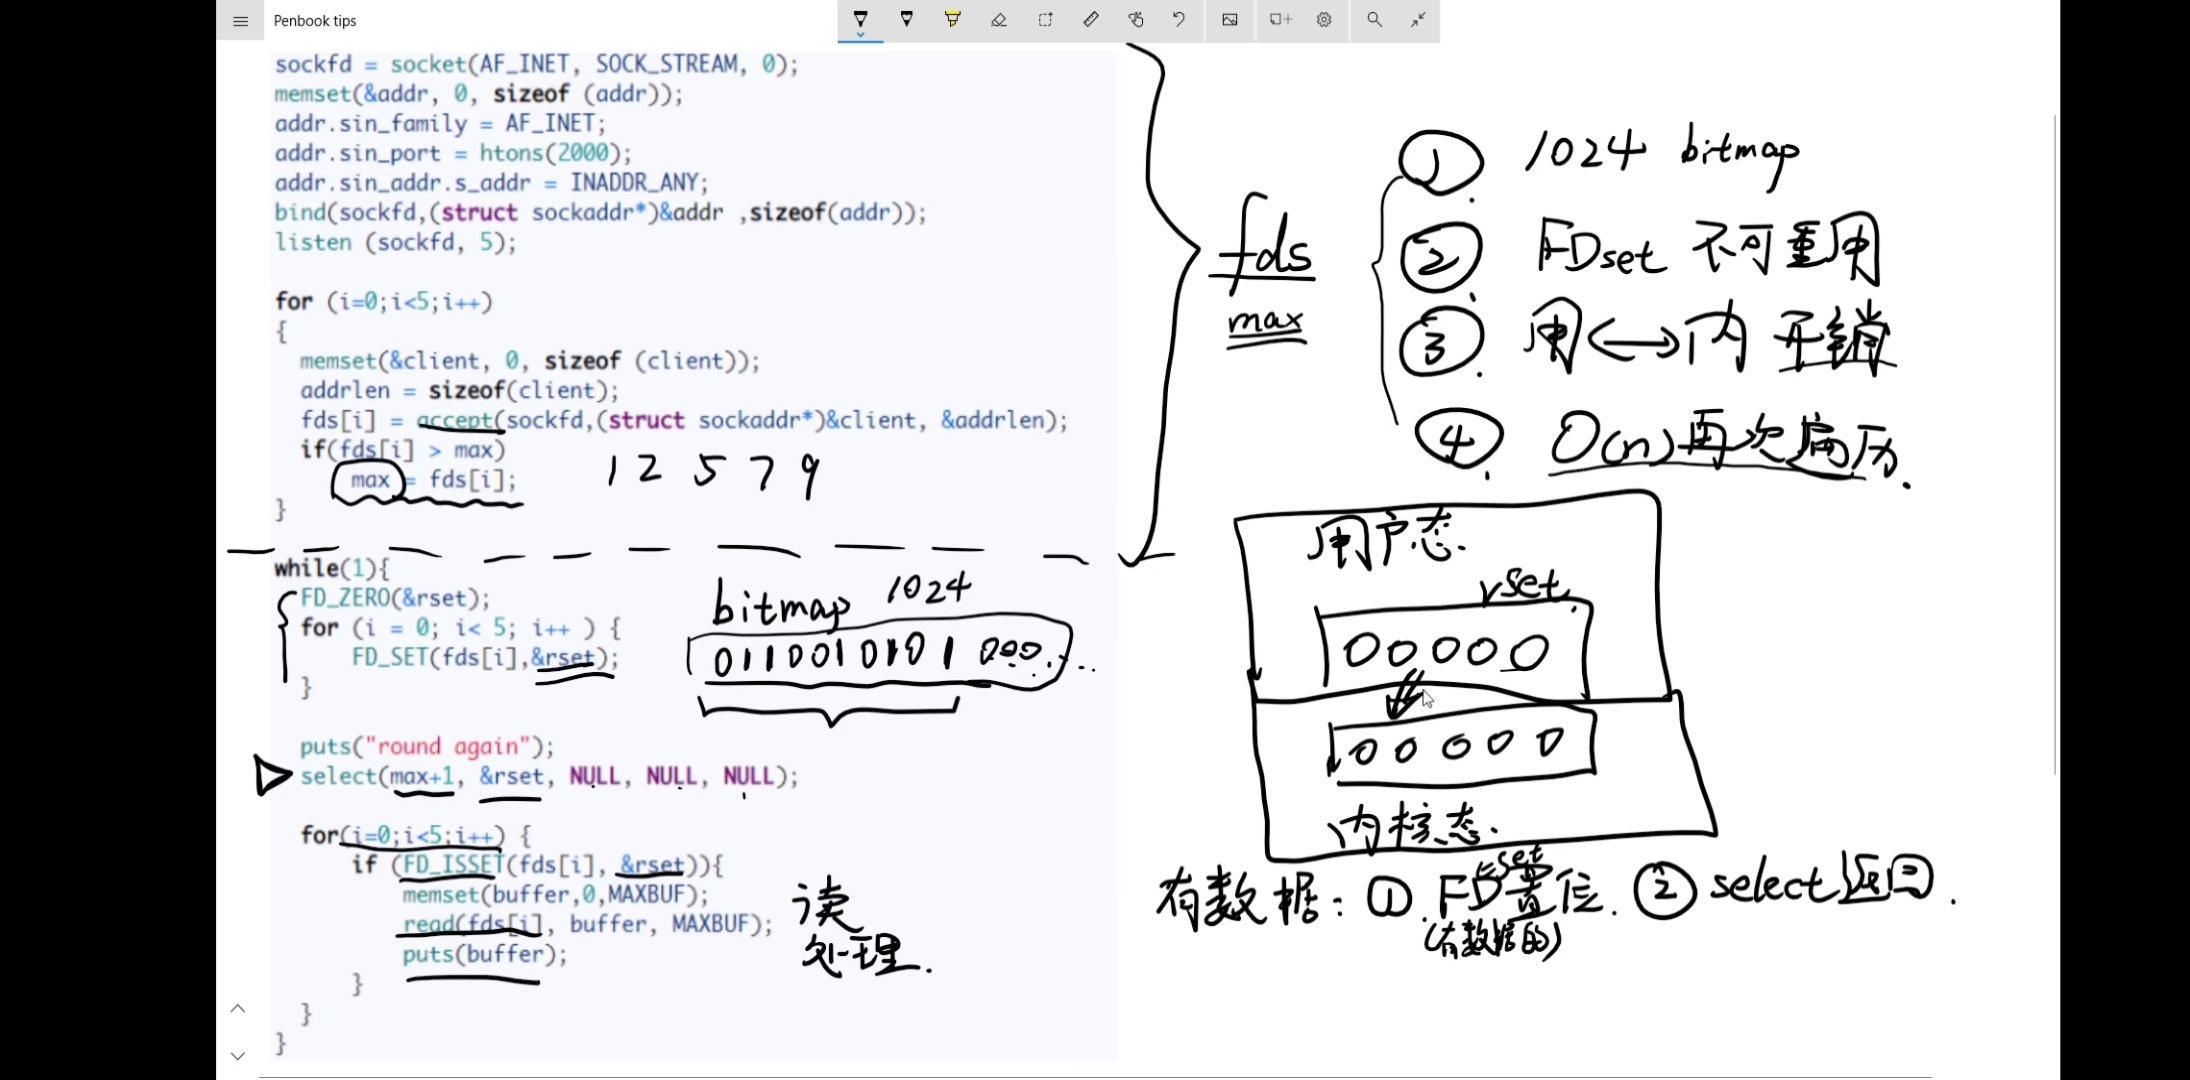 Penbook tips
sockfd = socket(AF_INET, SOCK_STREAM, 0);
memset(&addr, 0, sizeof (addr));
addr.sin_family = AF_INET;
addr.sin_port = htons(2000);
addr.sin_addr.s_addr = INADDR_ANY;
bind(sockfd,(struct sockaddr*)&addr ,sizeof(addr));
listen (sockfd, 5);
for (i=0;i<5;i++)
{
memset(&client, 0, sizeof (client));
addrlen = sizeof(client);
fds[i] = accept(sockfd,(struct sockaddr*)&client, &addrlen);
if(fds[i] > max)
max = fds[i];
}
1 2 5 7 9
while(1){
FD_ZERO(&rset);
for (i = 0; i< 5; i++ ) {
FD_SET(fds[i],&rset);
}
bitmap 1024
0110010101 000...
puts("round again");
select(max+1, &rset, NULL, NULL, NULL);
for(i=0;i<5;i++) {
if (FD_ISSET(fds[i], &rset)){
memset(buffer,0,MAXBUF);
read(fds[i], buffer, MAXBUF);
puts(buffer);
}
}
}
读
处理.
fds
max
① 1024 bitmap
② FDset 不可重用
③ 用<->内 开销
④. O(n)再次遍历.
用户态.
rset.
00000
00000
内核态.
有数据: ①. FD置位. ② select返回.
rset
(有数据的)